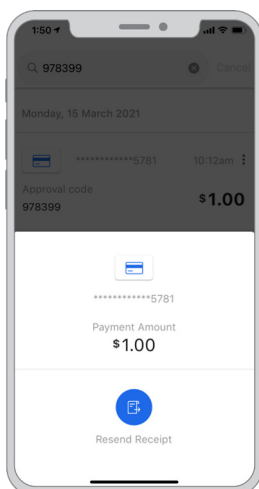 1:50
978399 Cancel
Monday, 15 March 2021
************5781 10:12am
Approval code
978399 $1.00
************5781
Payment Amount
$1.00
Resend Receipt